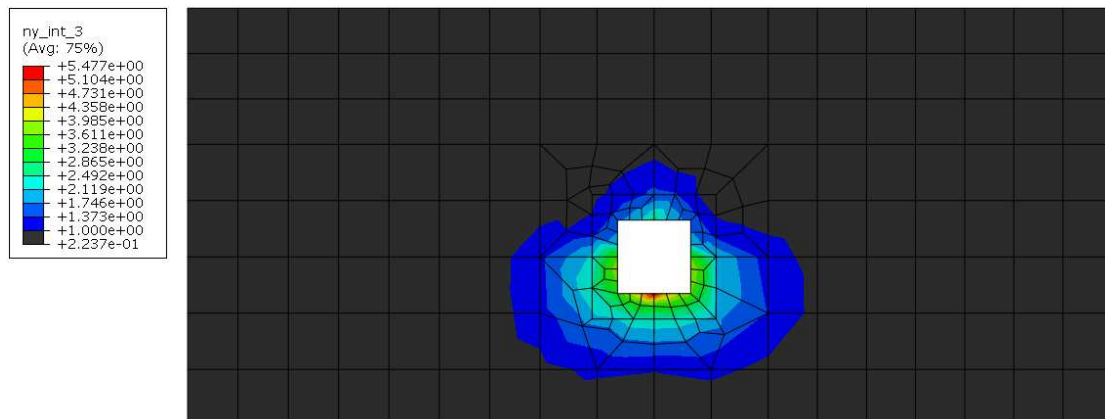 ny_int_3
(Avg: 75%)
+5.477e+00
+5.104e+00
+4.731e+00
+4.358e+00
+3.985e+00
+3.611e+00
+3.238e+00
+2.865e+00
+2.492e+00
+2.119e+00
+1.746e+00
+1.373e+00
+1.000e+00
+2.237e-01